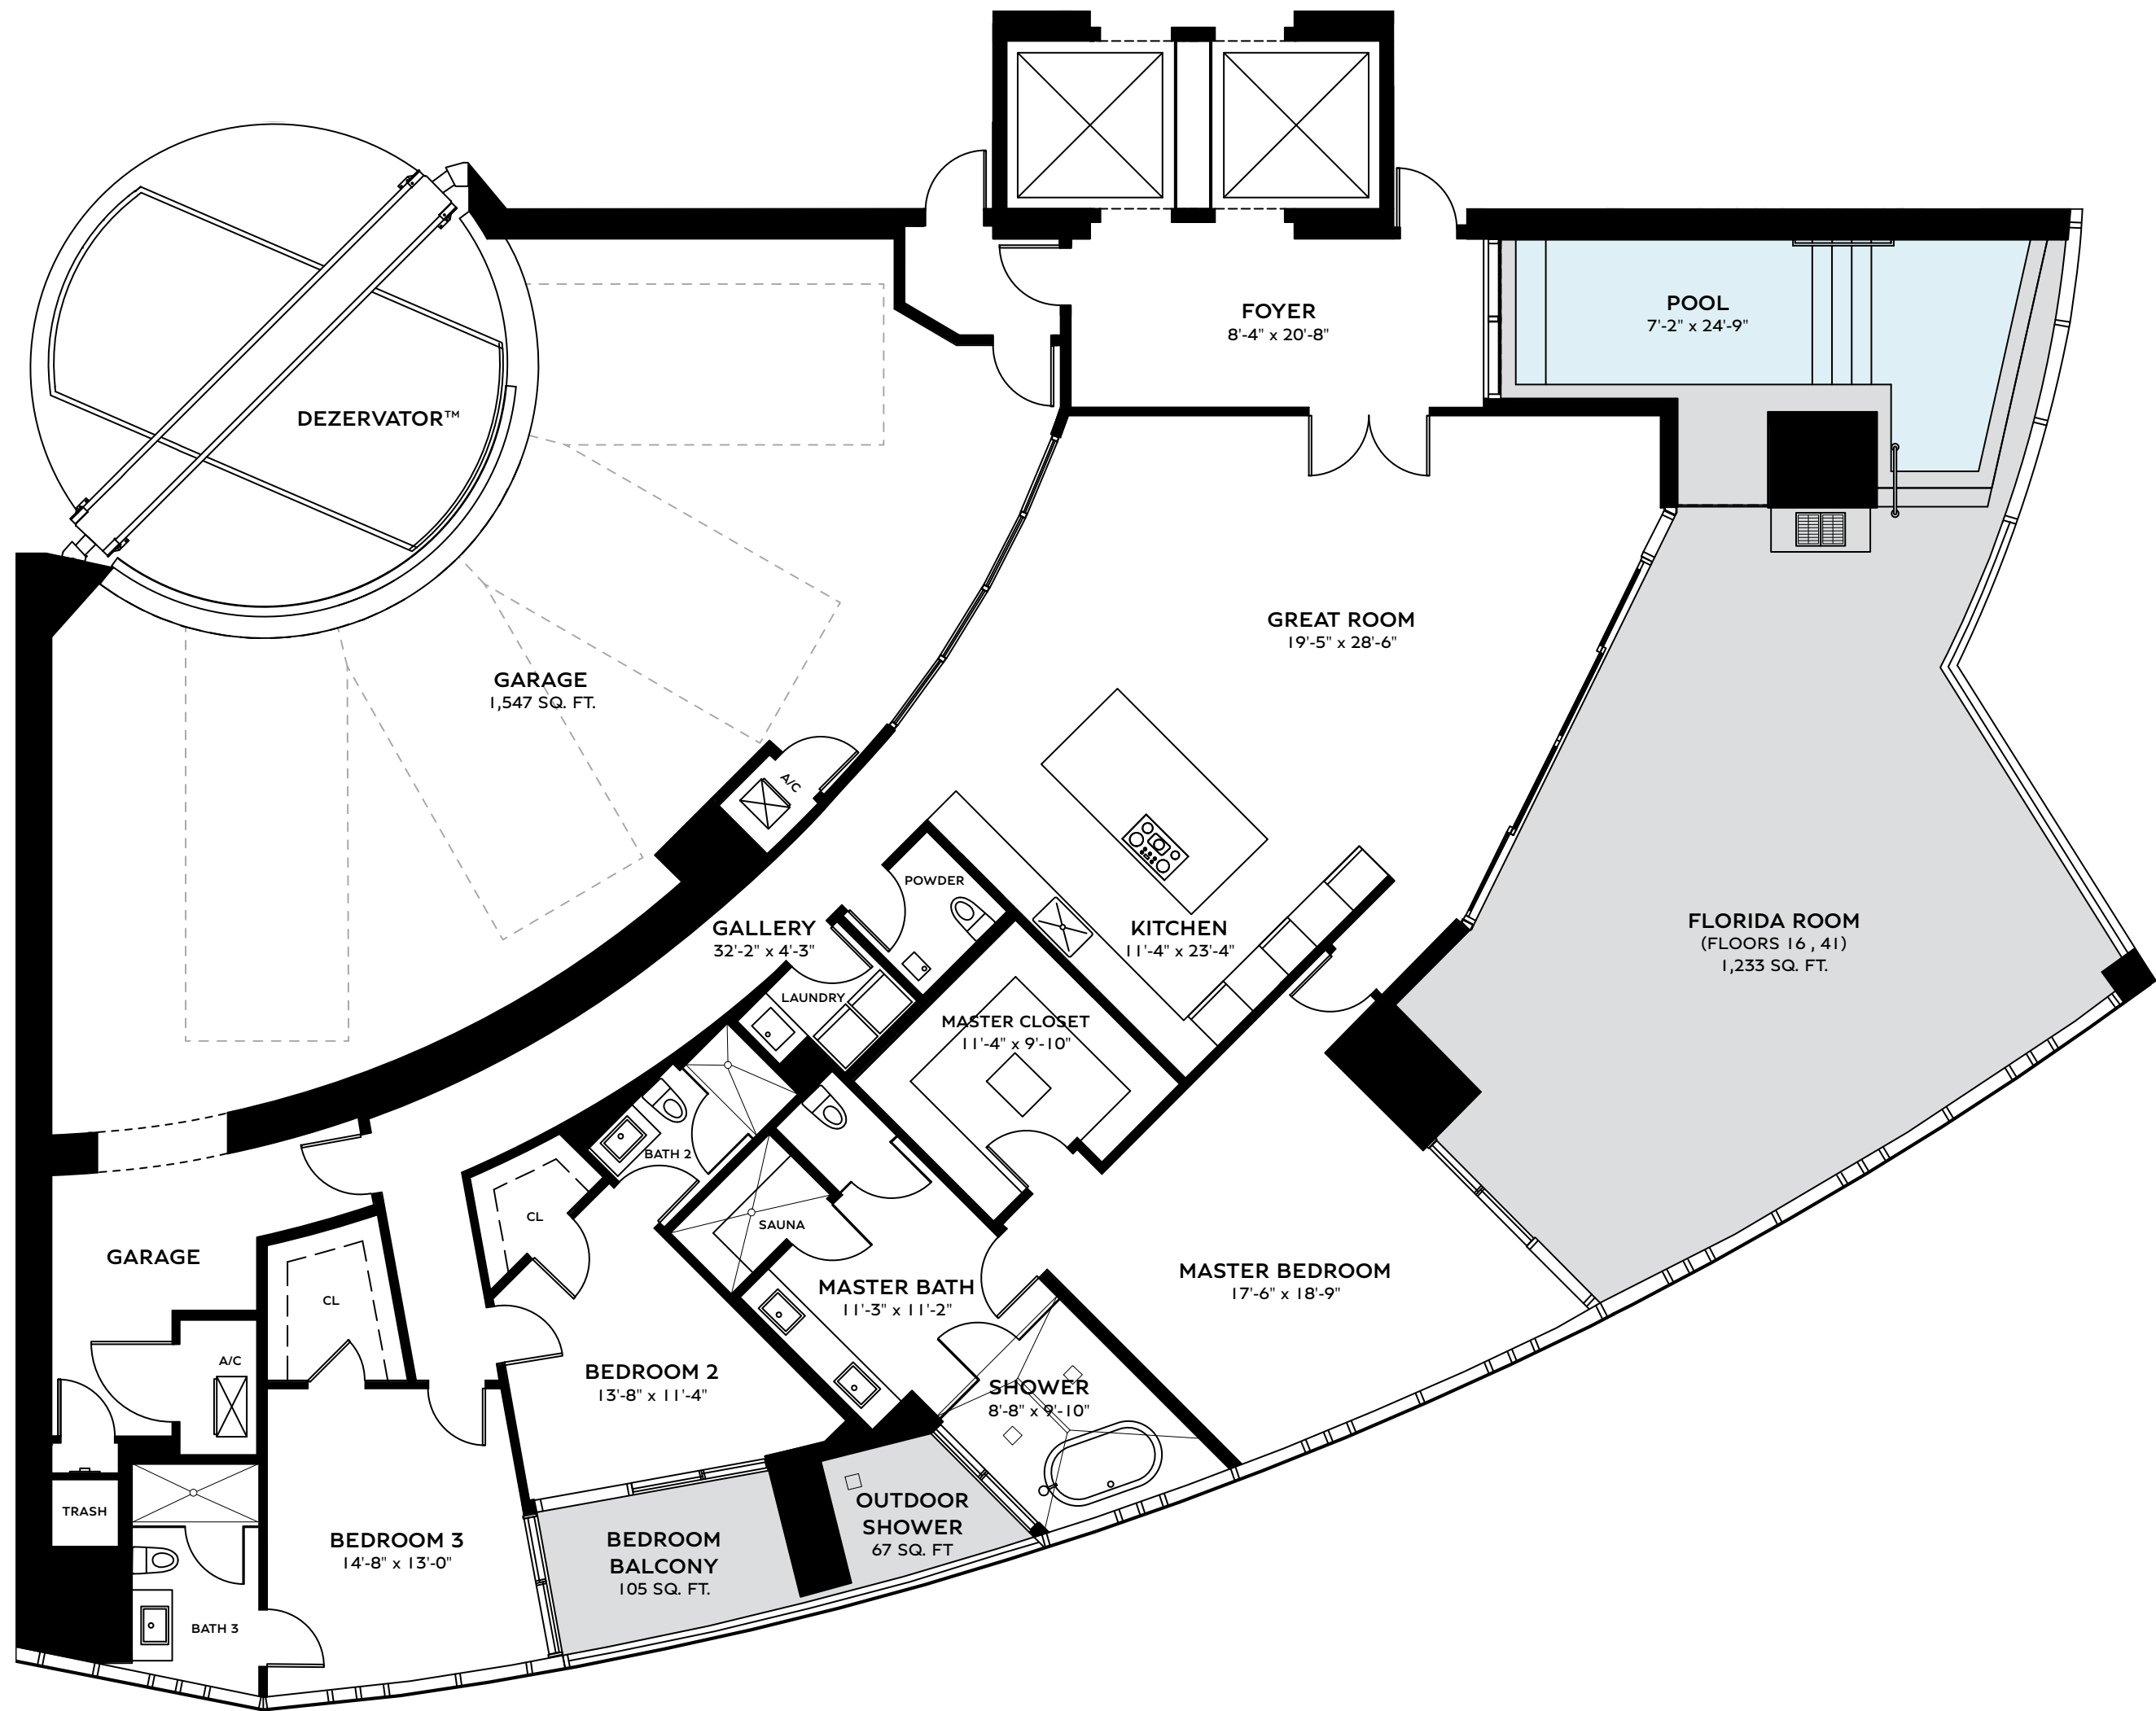 FOYER
8'-4" x 20'-8"
POOL
7'-2" x 24'-9"
DEZERVATOR™
GREAT ROOM
19'-5" x 28'-6"
GARAGE
1,547 SQ. FT.
A/C
POWDER
GALLERY
32'-2" x 4'-3"
KITCHEN
11'-4" x 23'-4"
FLORIDA ROOM
(FLOORS 16 , 41)
1,233 SQ. FT.
LAUNDRY
MASTER CLOSET
11'-4" x 9'-10"
BATH 2
CL
SAUNA
GARAGE
CL
MASTER BATH
11'-3" x 11'-2"
MASTER BEDROOM
17'-6" x 18'-9"
A/C
BEDROOM 2
13'-8" x 11'-4"
SHOWER
8'-8" x 9'-10"
TRASH
BEDROOM 3
14'-8" x 13'-0"
BEDROOM
BALCONY
105 SQ. FT.
OUTDOOR
SHOWER
67 SQ. FT
BATH 3